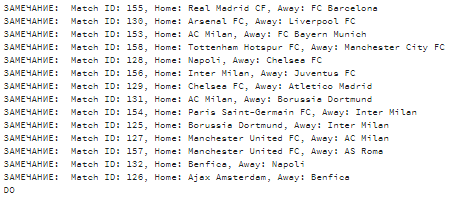 ЗАМЕЧАНИЕ:  Match ID: 155, Home: Real Madrid CF, Away: FC Barcelona
ЗАМЕЧАНИЕ:  Match ID: 130, Home: Arsenal FC, Away: Liverpool FC
ЗАМЕЧАНИЕ:  Match ID: 153, Home: AC Milan, Away: FC Bayern Munich
ЗАМЕЧАНИЕ:  Match ID: 158, Home: Tottenham Hotspur FC, Away: Manchester City FC
ЗАМЕЧАНИЕ:  Match ID: 128, Home: Napoli, Away: Chelsea FC
ЗАМЕЧАНИЕ:  Match ID: 156, Home: Inter Milan, Away: Juventus FC
ЗАМЕЧАНИЕ:  Match ID: 129, Home: Chelsea FC, Away: Atletico Madrid
ЗАМЕЧАНИЕ:  Match ID: 131, Home: AC Milan, Away: Borussia Dortmund
ЗАМЕЧАНИЕ:  Match ID: 154, Home: Paris Saint-Germain FC, Away: Inter Milan
ЗАМЕЧАНИЕ:  Match ID: 125, Home: Borussia Dortmund, Away: Inter Milan
ЗАМЕЧАНИЕ:  Match ID: 127, Home: Manchester United FC, Away: AC Milan
ЗАМЕЧАНИЕ:  Match ID: 157, Home: Manchester United FC, Away: AS Roma
ЗАМЕЧАНИЕ:  Match ID: 132, Home: Benfica, Away: Napoli
ЗАМЕЧАНИЕ:  Match ID: 126, Home: Ajax Amsterdam, Away: Benfica
DO